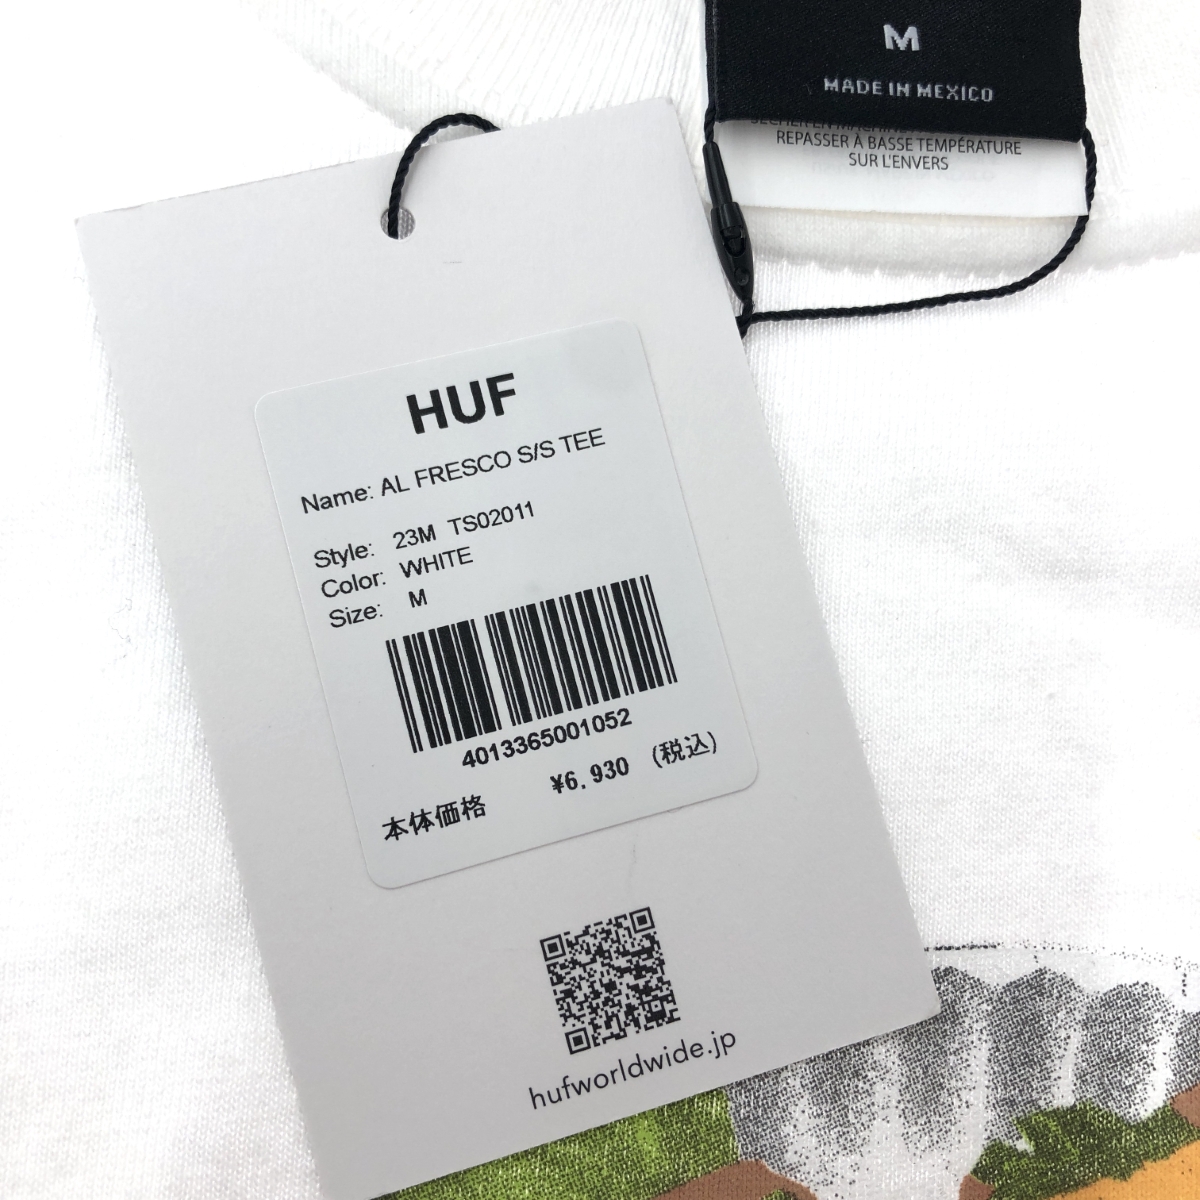 M
MADE IN MEXICO
REPASSER À BASSE TEMPÉRATURE
SUR L'ENVERS
HUF
Name: AL FRESCO S/S TEE
Style: 23M TS02011
Color: WHITE
Size: M
4013365001052
本体価格 ¥6,930 (税込)
hufworldwide.jp